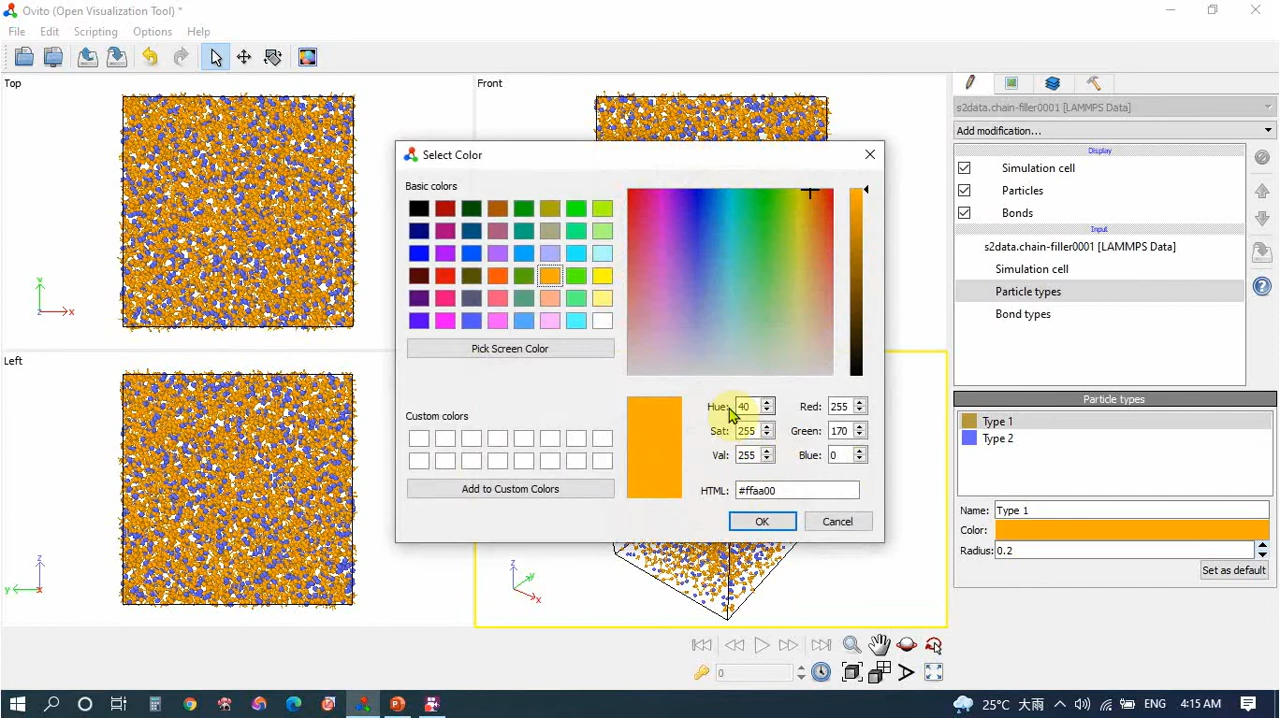 Ovito (Open Visualization Tool) *
File Edit Scripting Options Help
Top
Front
s2data.chain-filler0001 [LAMMPS Data]
Add modification...
Display
Simulation cell
Particles
Bonds
Input
s2data.chain-filler0001 [LAMMPS Data]
Simulation cell
Particle types
Bond types
Particle types
Type 1
Type 2
Name: Type 1
Color:
Radius: 0.2
Set as default
Select Color
Basic colors
Pick Screen Color
Custom colors
Add to Custom Colors
Hue: 40 Red: 255
Sat: 255 Green: 170
Val: 255 Blue: 0
HTML: #ffaa00
OK Cancel
y
x
z
Left
z
y
x
z
y
x
0
25°C 大雨 ENG 4:15 AM